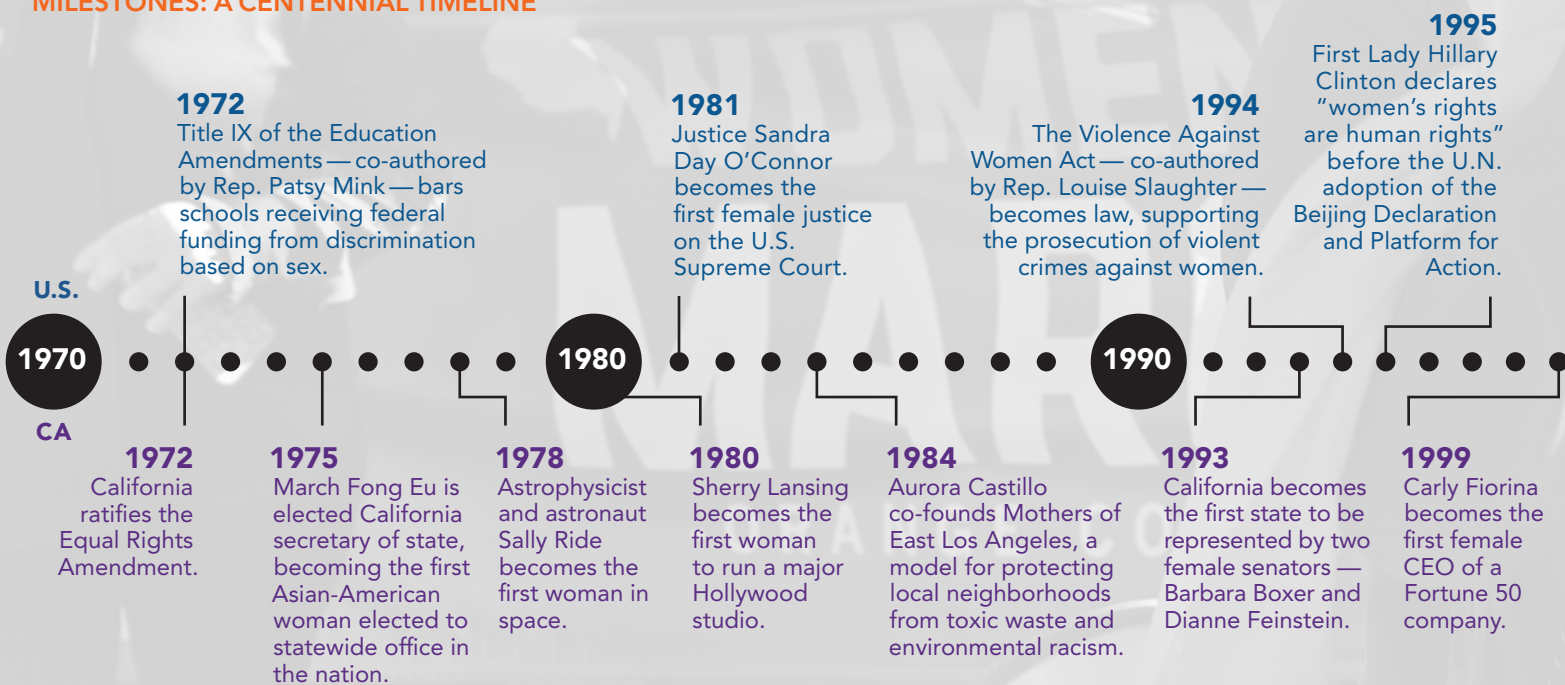 MILESTONES: A CENTENNIAL TIMELINE
1972
Title IX of the Education
Amendments — co-authored
by Rep. Patsy Mink — bars
schools receiving federal
funding from discrimination
based on sex.
1981
Justice Sandra
Day O’Connor
becomes the
first female justice
on the U.S.
Supreme Court.
1994
The Violence Against
Women Act — co-authored
by Rep. Louise Slaughter —
becomes law, supporting
the prosecution of violent
crimes against women.
1995
First Lady Hillary
Clinton declares
“women’s rights
are human rights”
before the U.N.
adoption of the
Beijing Declaration
and Platform for
Action.
U.S.
1970
1980
1990
CA
1972
California
ratifies the
Equal Rights
Amendment.
1975
March Fong Eu is
elected California
secretary of state,
becoming the first
Asian-American
woman elected to
statewide office in
the nation.
1978
Astrophysicist
and astronaut
Sally Ride
becomes the
first woman in
space.
1980
Sherry Lansing
becomes the
first woman
to run a major
Hollywood
studio.
1984
Aurora Castillo
co-founds Mothers of
East Los Angeles, a
model for protecting
local neighborhoods
from toxic waste and
environmental racism.
1993
California becomes
the first state to be
represented by two
female senators —
Barbara Boxer and
Dianne Feinstein.
1999
Carly Fiorina
becomes the
first female
CEO of a
Fortune 50
company.
WOMEN
MAR
ORANGE CO